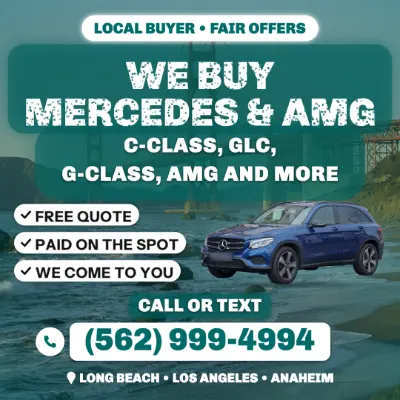 LOCAL BUYER • FAIR OFFERS
WE BUY
MERCEDES & AMG
C-CLASS, GLC,
G-CLASS, AMG AND MORE
FREE QUOTE
PAID ON THE SPOT
WE COME TO YOU
CALL OR TEXT
(562) 999-4994
LONG BEACH • LOS ANGELES • ANAHEIM